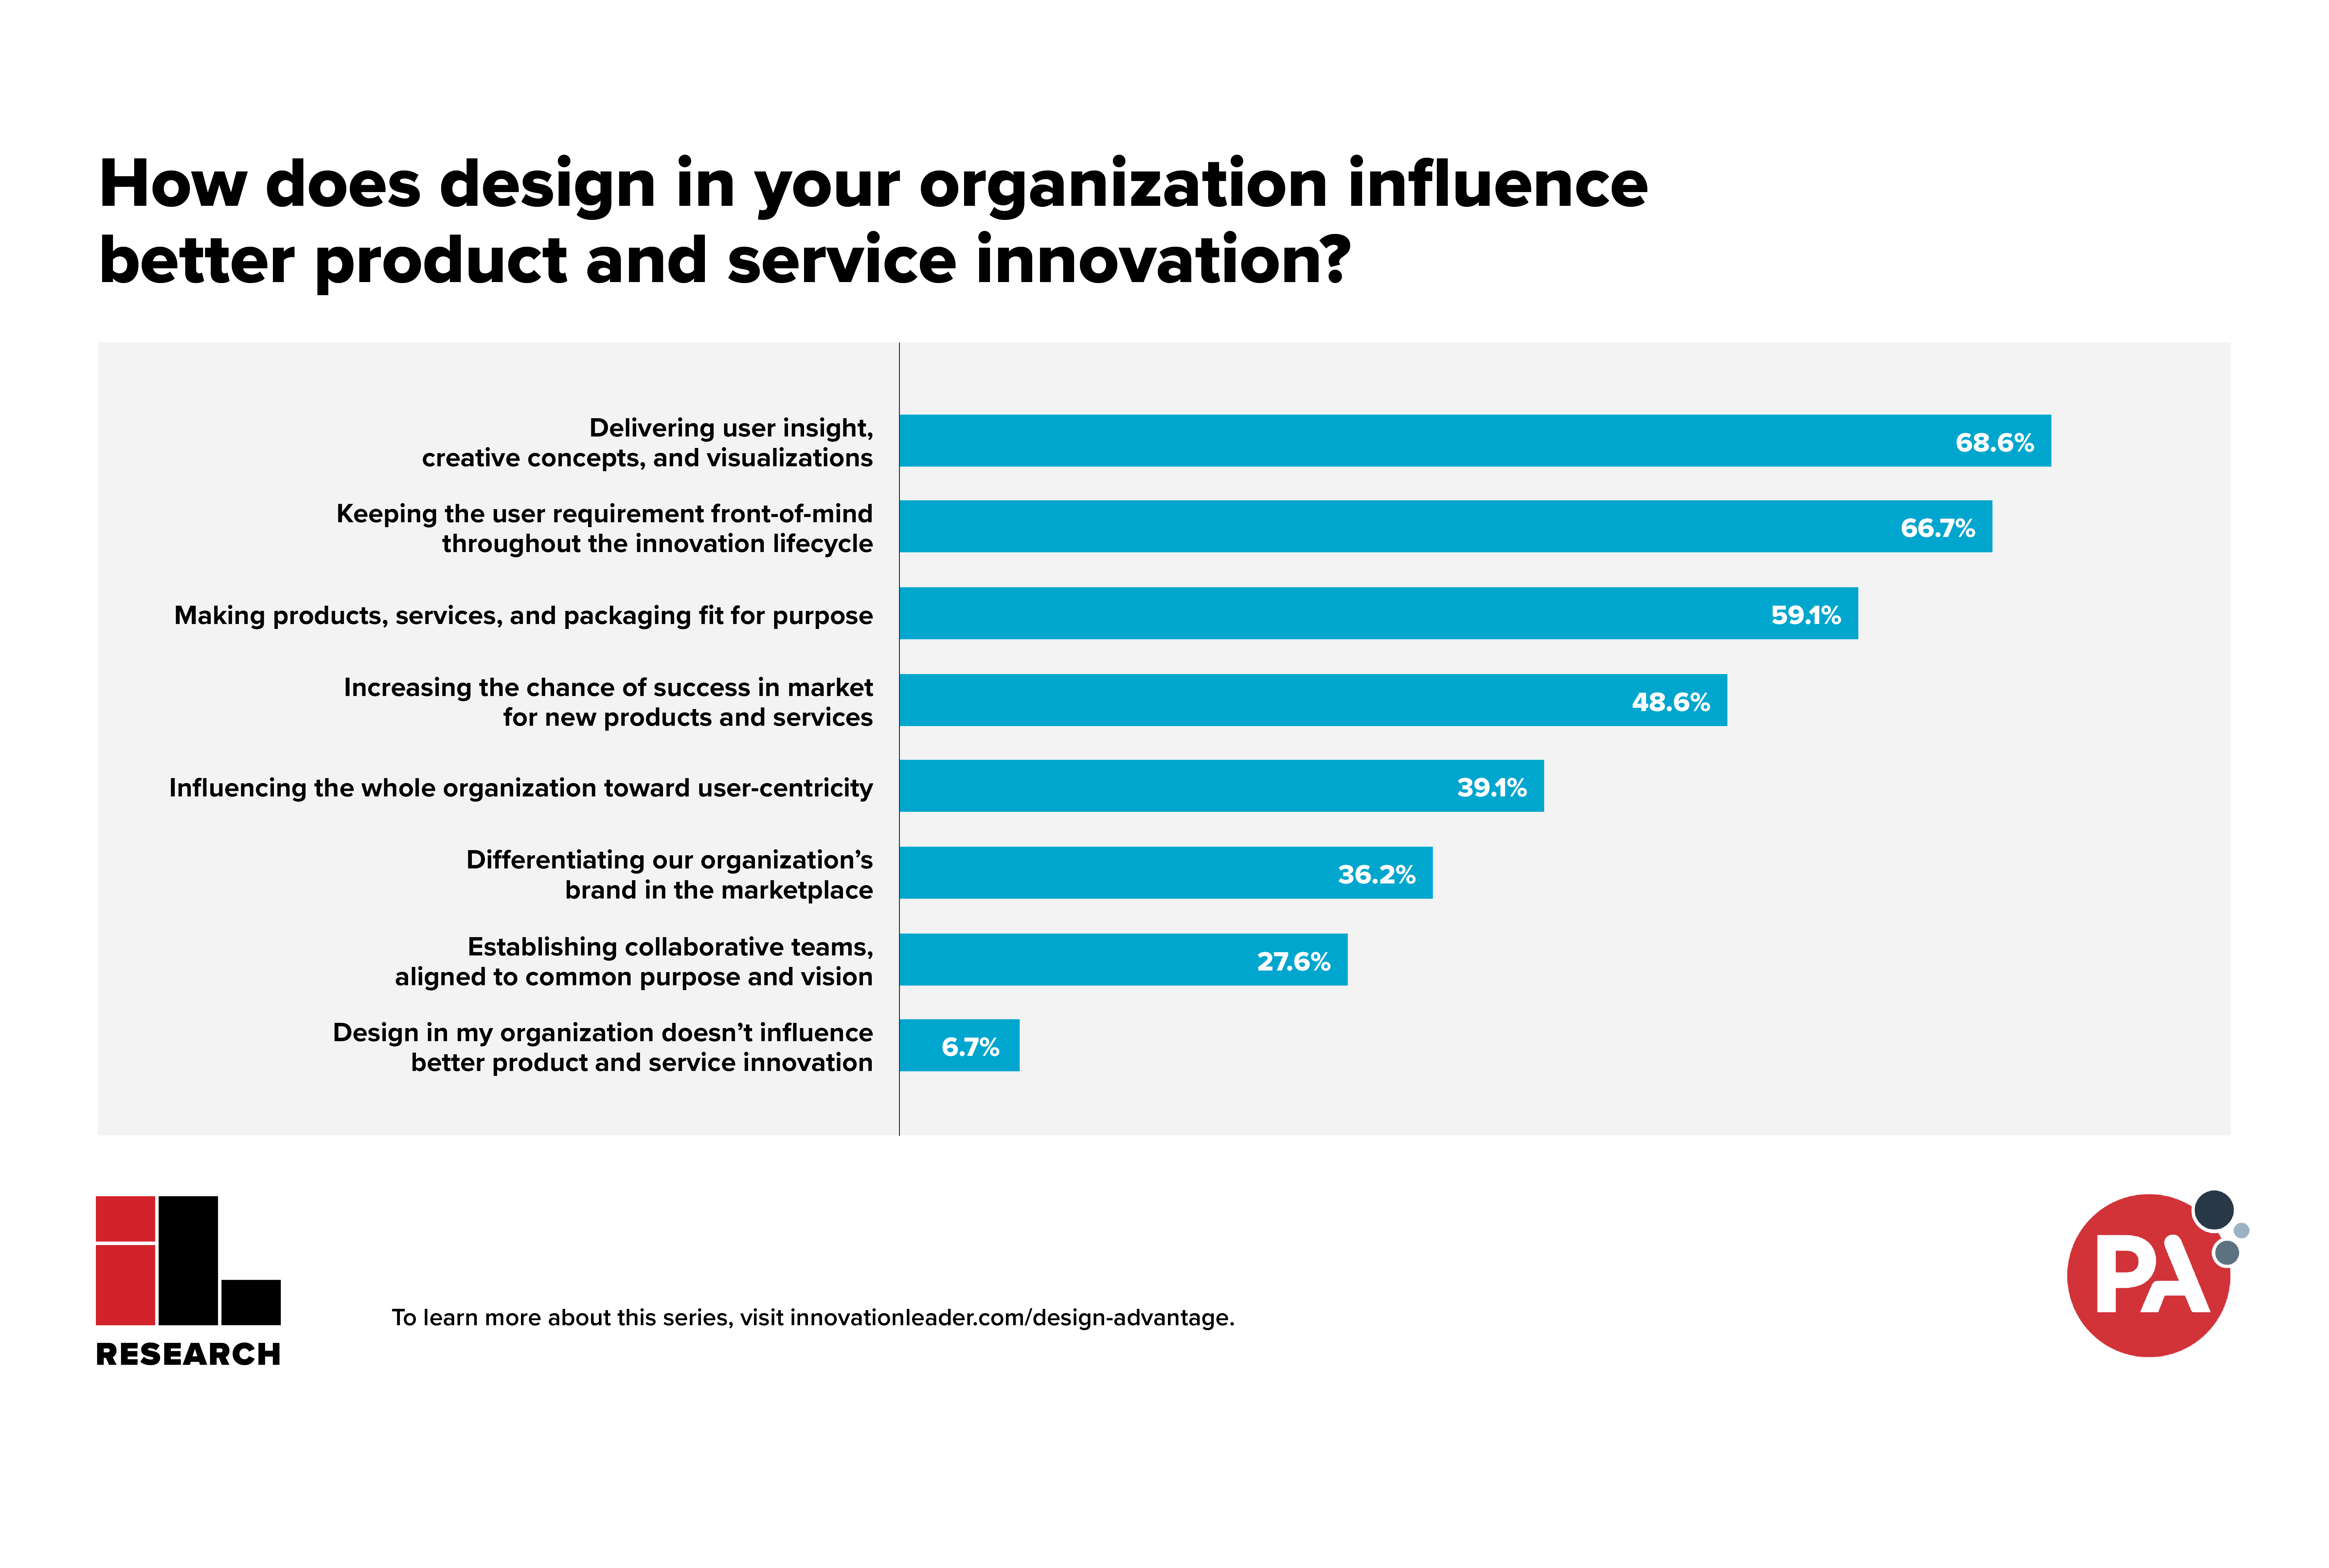 How does design in your organization influence
better product and service innovation?
Delivering user insight,
creative concepts, and visualizations
68.6%
Keeping the user requirement front-of-mind
throughout the innovation lifecycle
66.7%
Making products, services, and packaging fit for purpose
59.1%
Increasing the chance of success in market
for new products and services
48.6%
Influencing the whole organization toward user-centricity
39.1%
Differentiating our organization’s
brand in the marketplace
36.2%
Establishing collaborative teams,
aligned to common purpose and vision
27.6%
Design in my organization doesn’t influence
better product and service innovation
6.7%
iL
RESEARCH
To learn more about this series, visit innovationleader.com/design-advantage.
PA